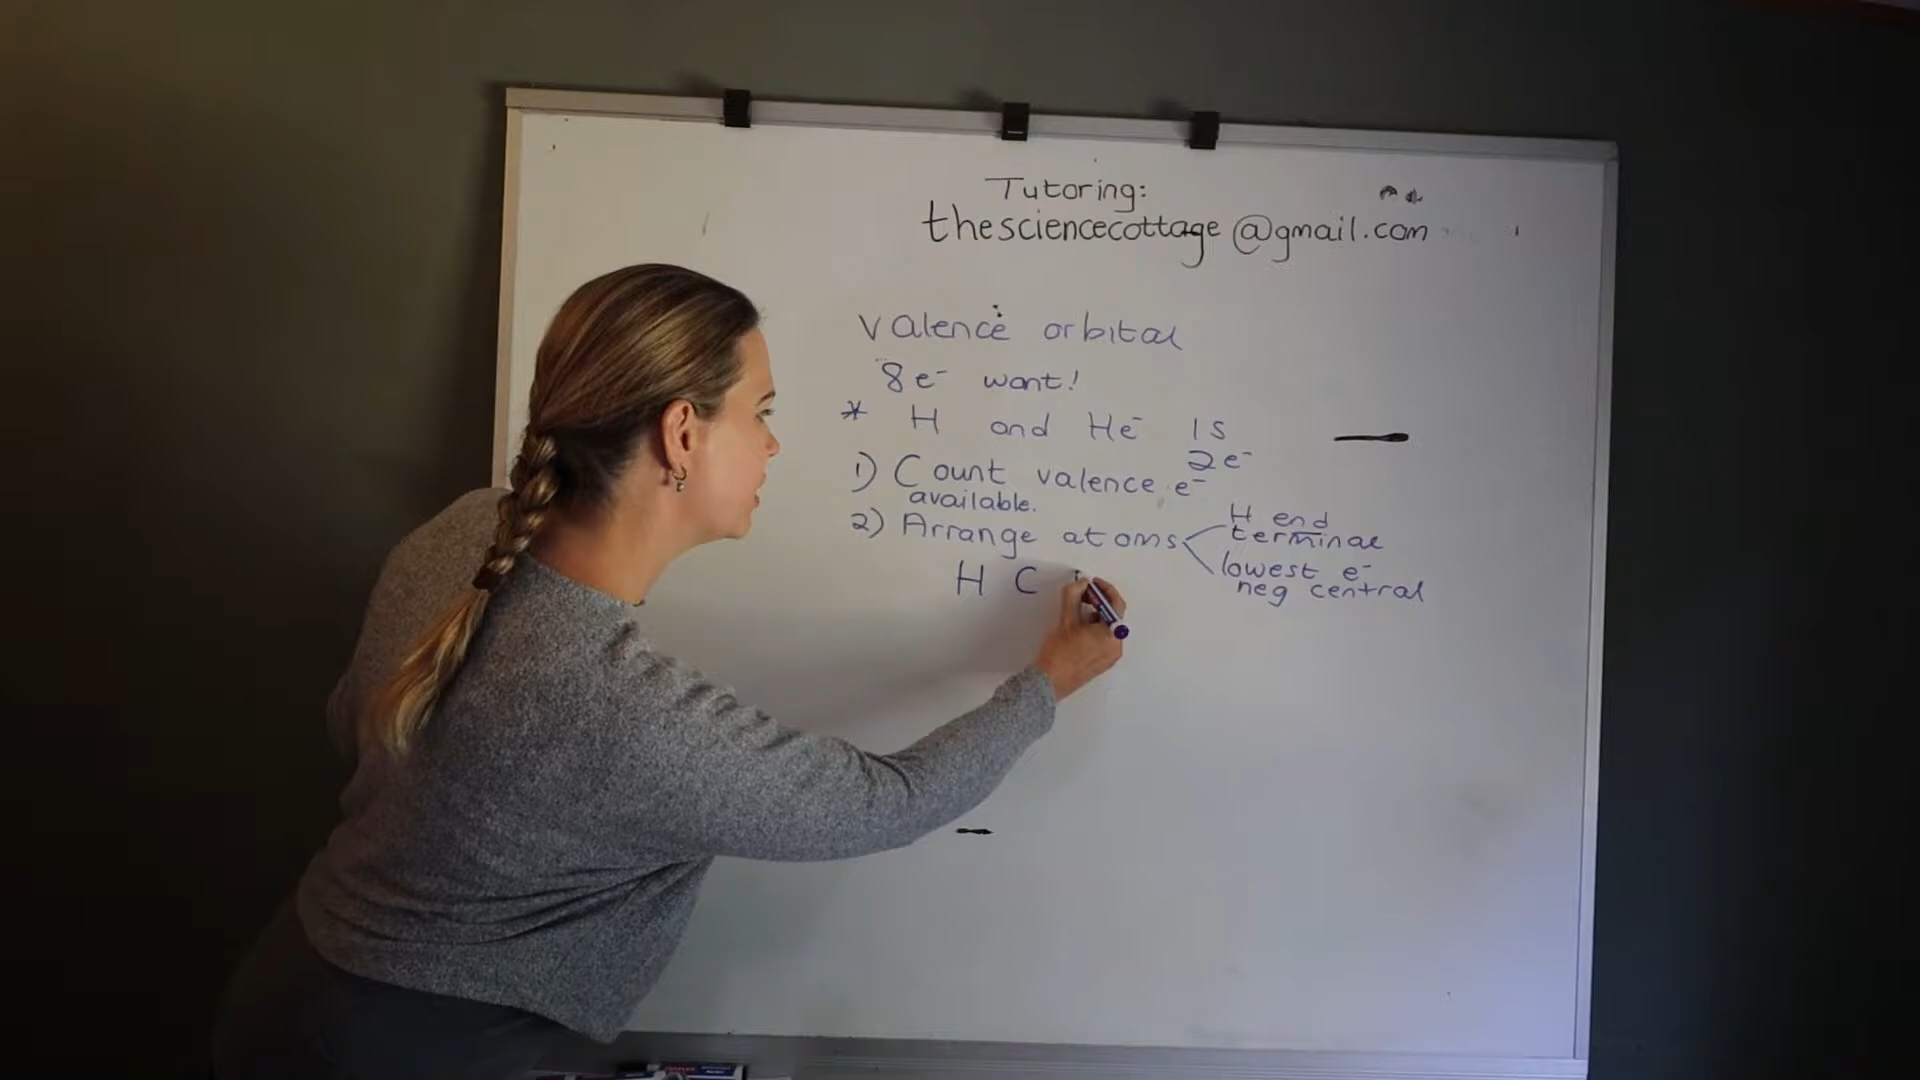 Tutoring:
thesciencecottage@gmail.com
Valence orbital
8e⁻ want!
* H and He 1s
2e⁻
1) Count valence e⁻
available.
2) Arrange atoms
H end
terminal
lowest e⁻
neg central
H C